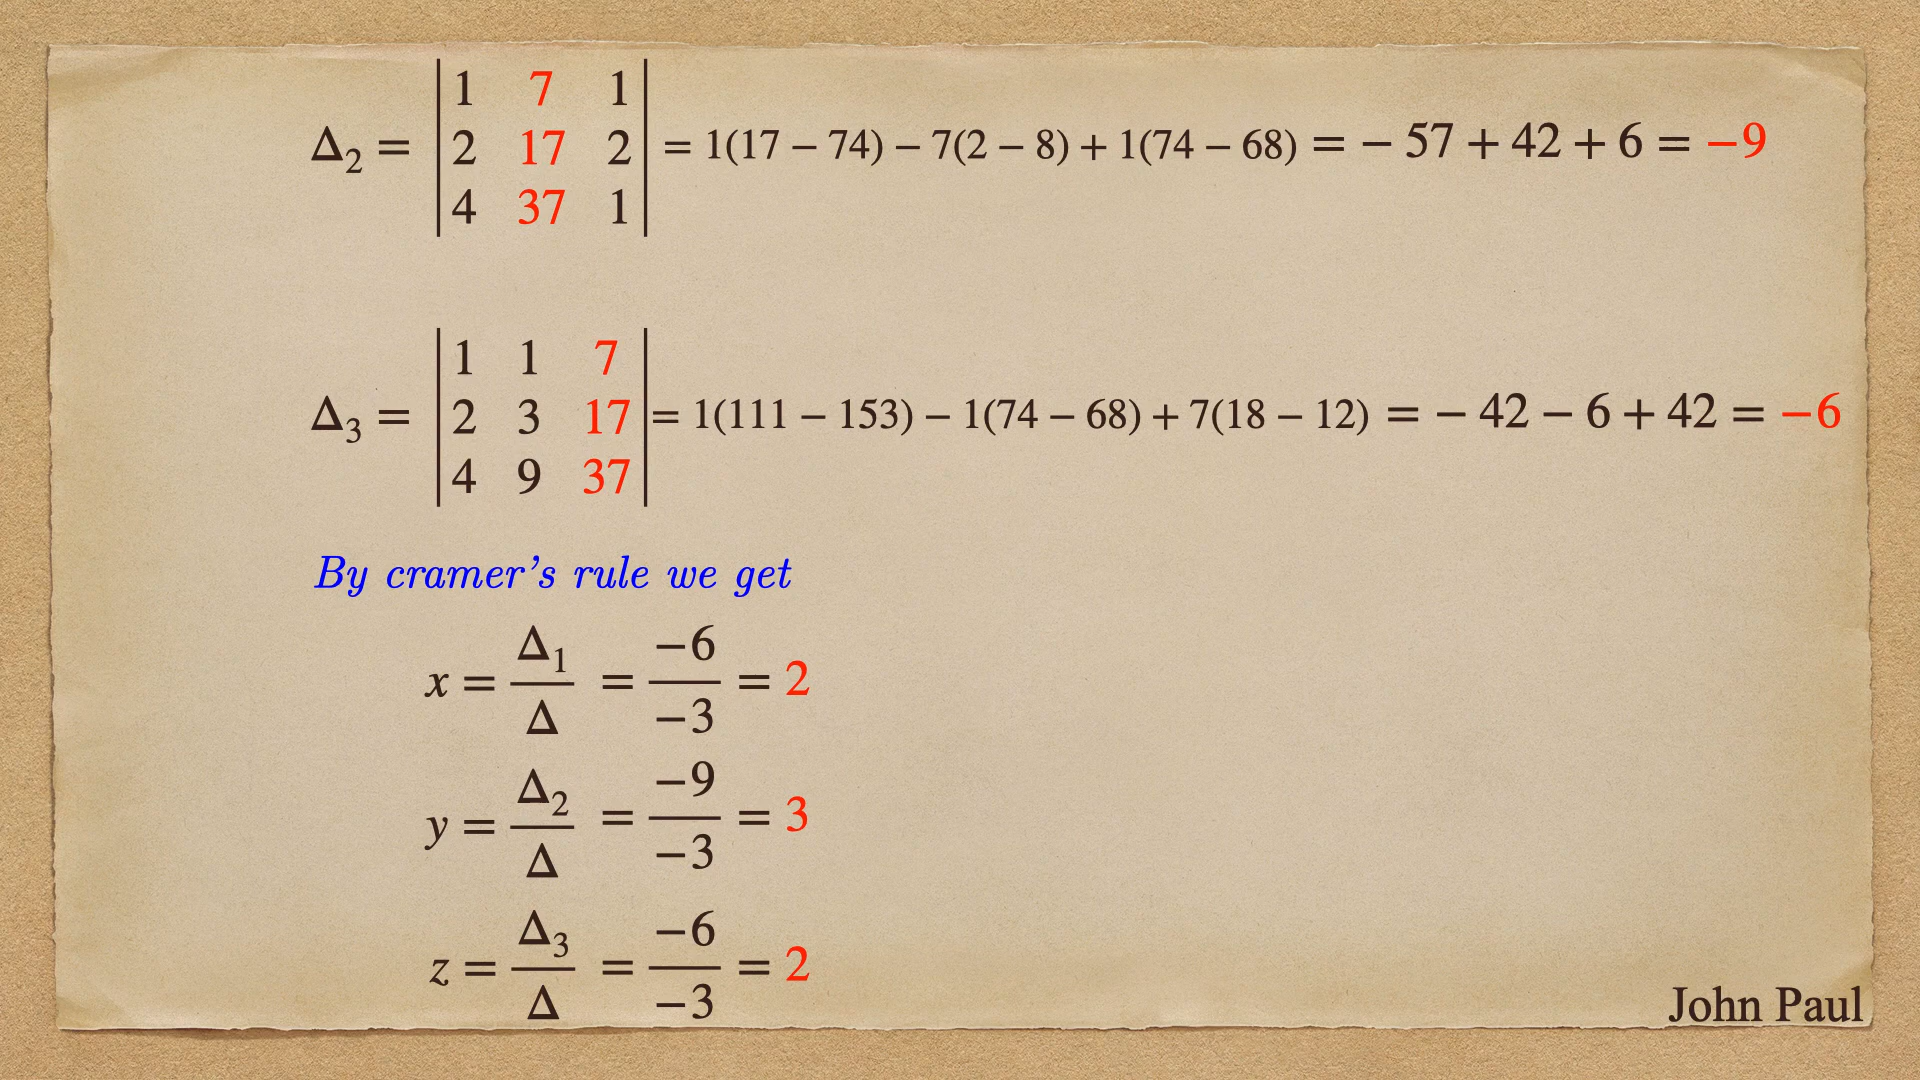 Δ₂ = | 1 7 1 | = 1(17 − 74) − 7(2 − 8) + 1(74 − 68) = − 57 + 42 + 6 = −9
| 2 17 2 |
| 4 37 1 |
Δ₃ = | 1 1 7 | = 1(111 − 153) − 1(74 − 68) + 7(18 − 12) = − 42 − 6 + 42 = −6
| 2 3 17 |
| 4 9 37 |
By cramer's rule we get
x = Δ₁/Δ = −6/−3 = 2
y = Δ₂/Δ = −9/−3 = 3
z = Δ₃/Δ = −6/−3 = 2
John Paul